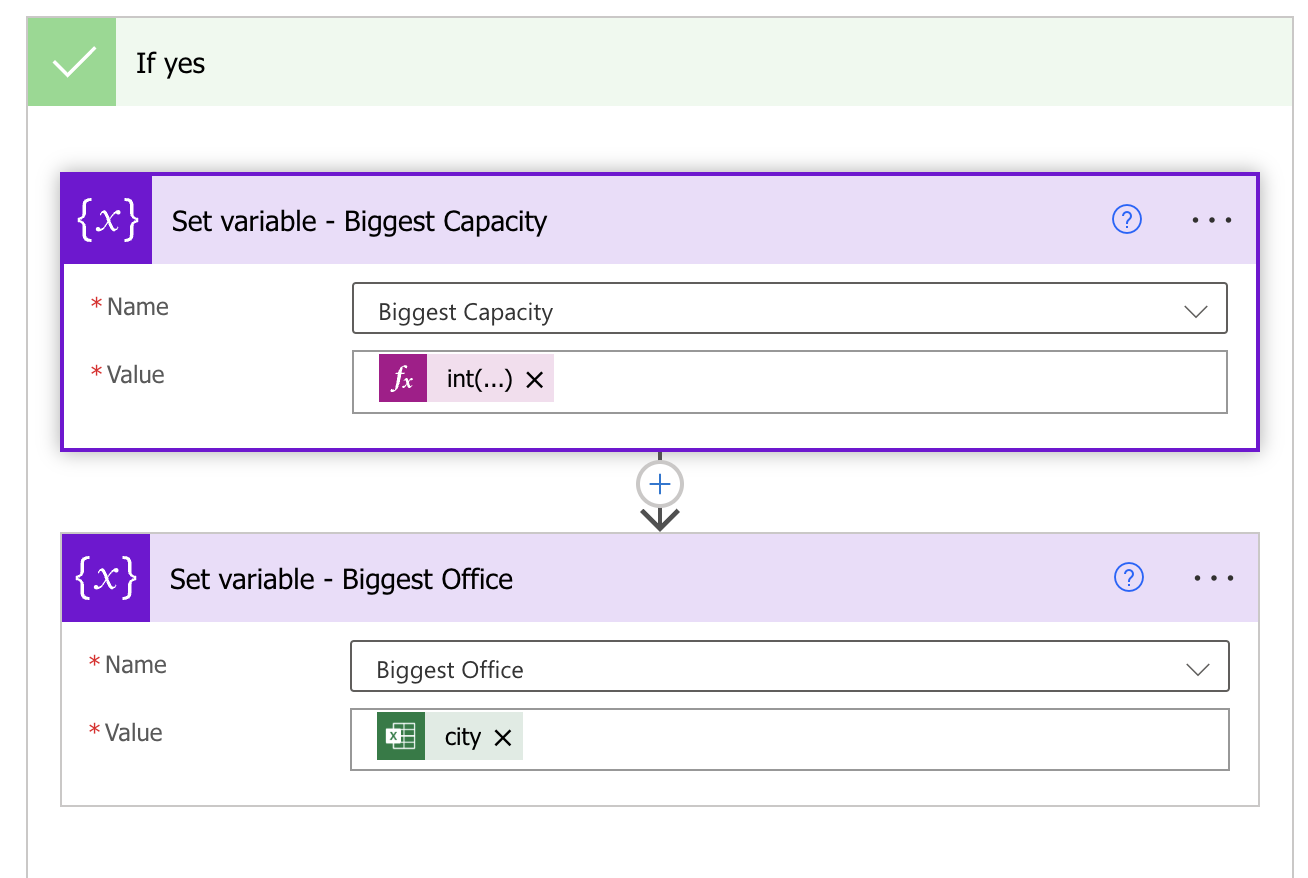 If yes
{x} Set variable - Biggest Capacity ? ...
* Name Biggest Capacity
* Value fx int(...) ×
+
{x} Set variable - Biggest Office ? ...
* Name Biggest Office
* Value X city ×